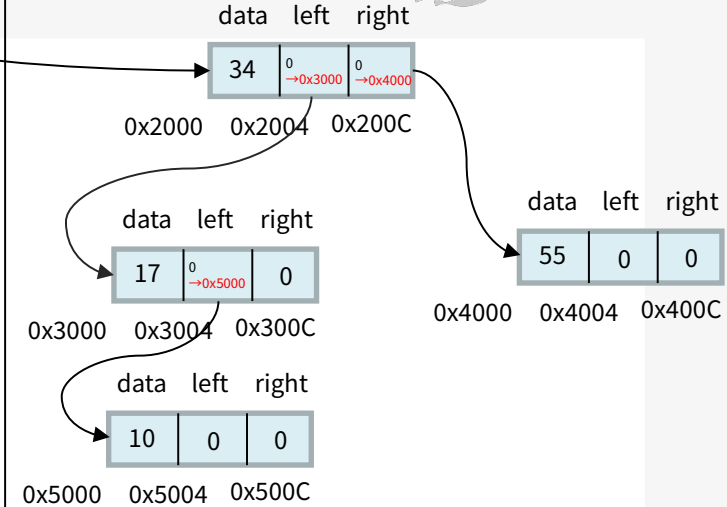 data left right
34
0
→0x3000
0
→0x4000
0x2000 0x2004 0x200C
data left right
17
0
→0x5000
0
0x3000 0x3004 0x300C
data left right
55 0 0
0x4000 0x4004 0x400C
data left right
10 0 0
0x5000 0x5004 0x500C